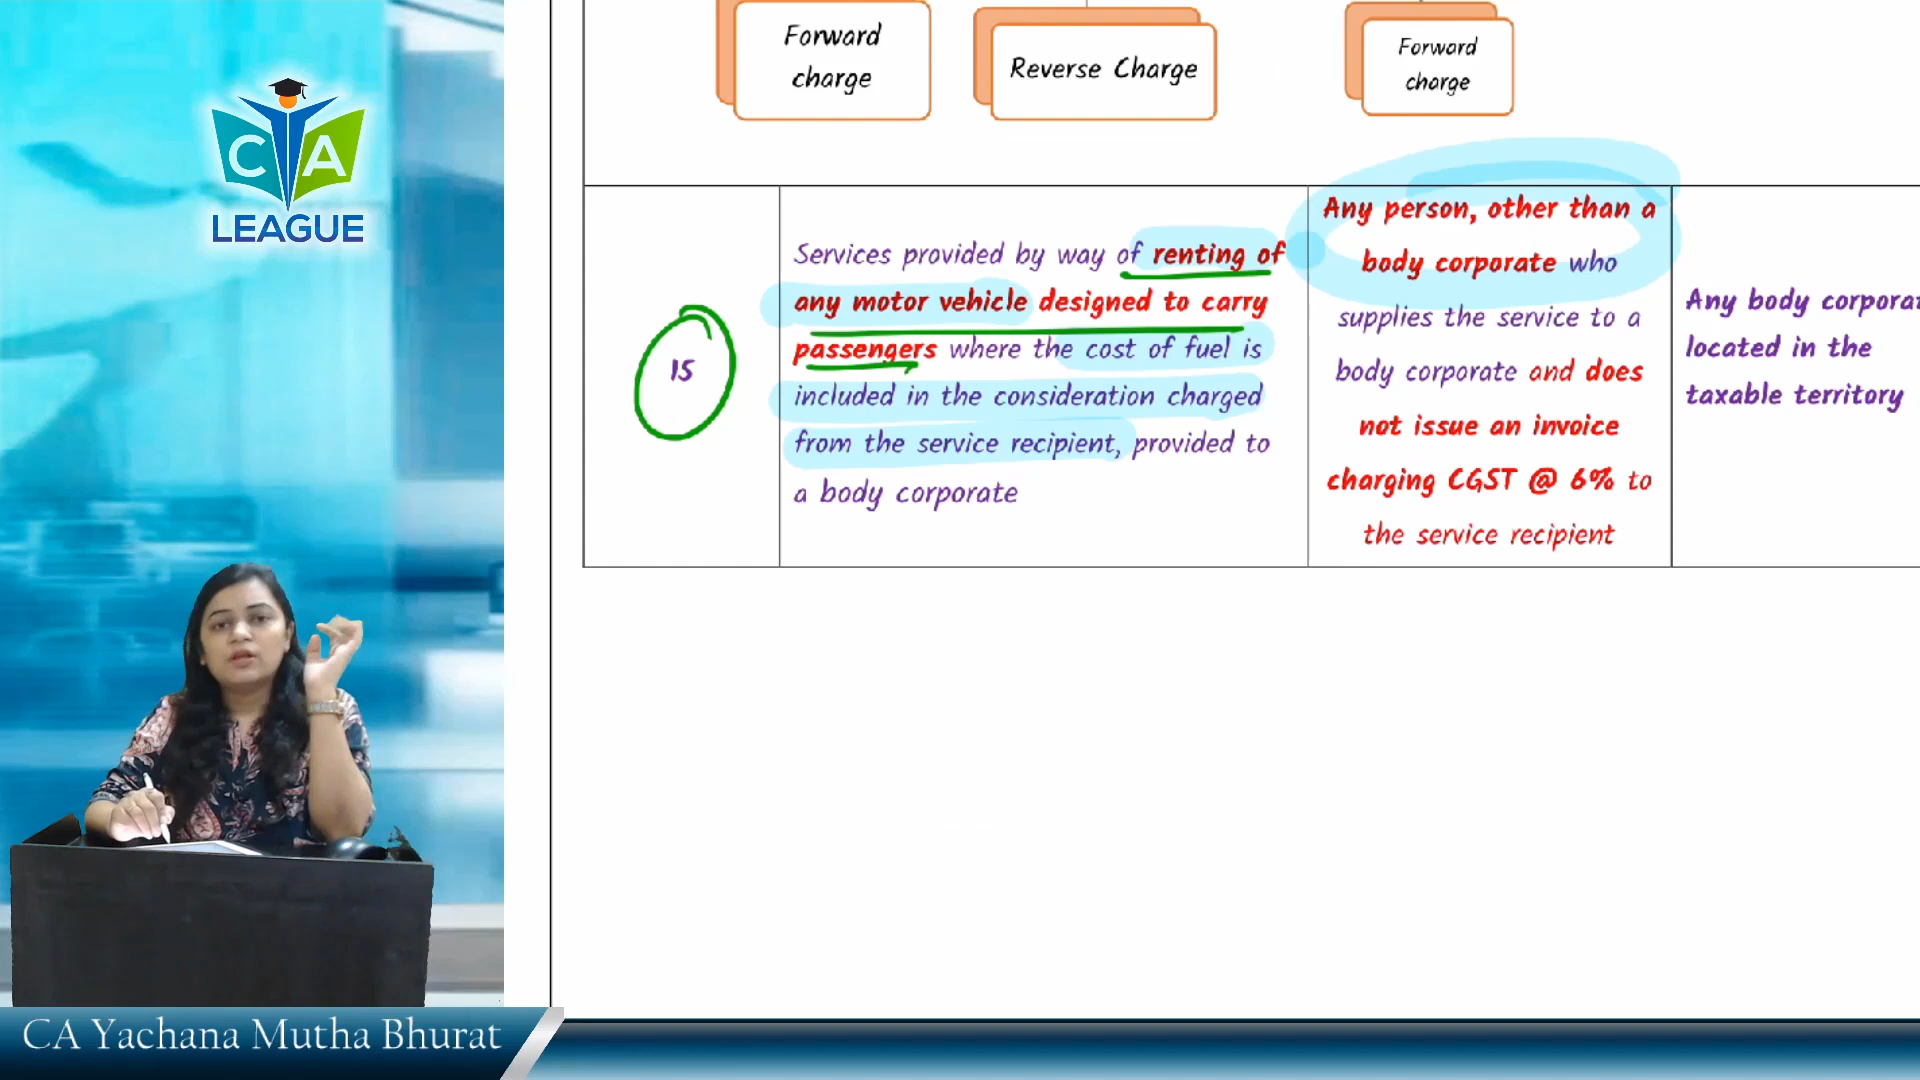 CA
LEAGUE
Forward
charge
Reverse Charge
Forward
charge
15
Services provided by way of renting of
any motor vehicle designed to carry
passengers where the cost of fuel is
included in the consideration charged
from the service recipient, provided to
a body corporate
Any person, other than a
body corporate who
supplies the service to a
body corporate and does
not issue an invoice
charging CGST @ 6% to
the service recipient
Any body corporat
located in the
taxable territory
CA Yachana Mutha Bhurat